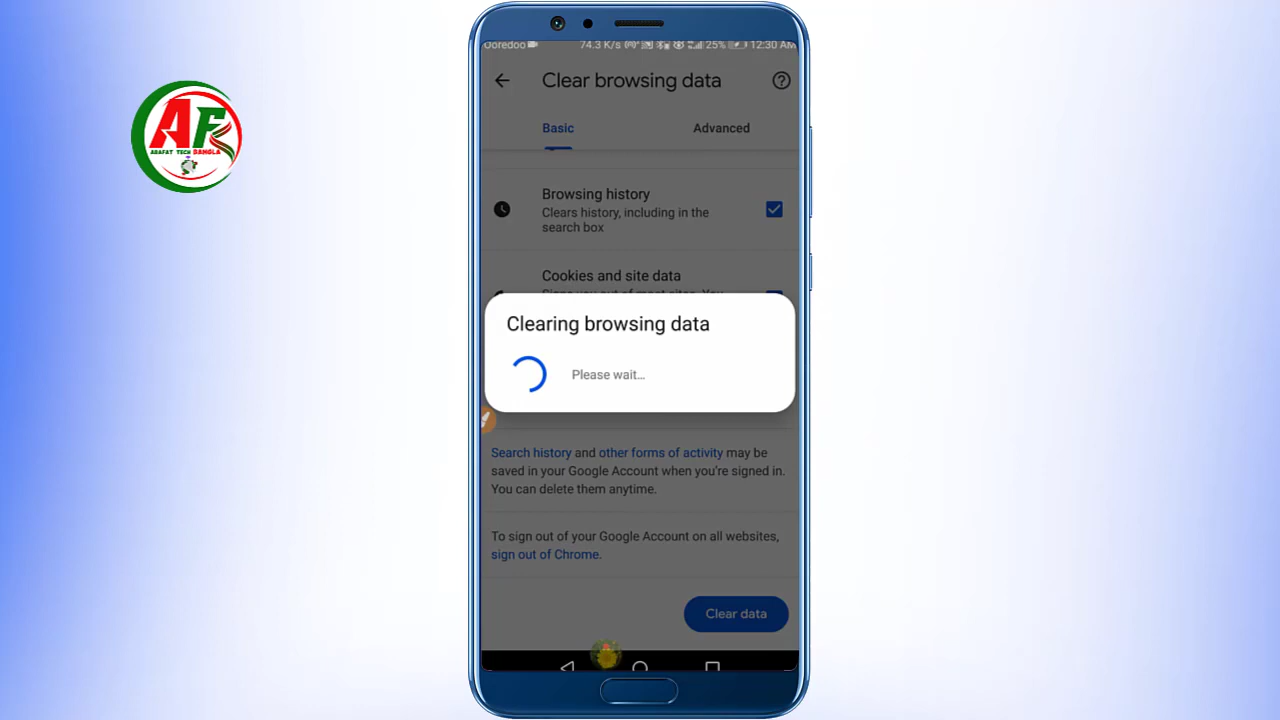 Ooredoo
74.3 K/s
25%
12:30 AM
Clear browsing data
Basic
Advanced
AF
ARAFAT TECH BANGLA
Browsing history
Clears history, including in the
search box
Cookies and site data
Clearing browsing data
Please wait...
Search history and other forms of activity may be
saved in your Google Account when you're signed in.
You can delete them anytime.
To sign out of your Google Account on all websites,
sign out of Chrome.
Clear data